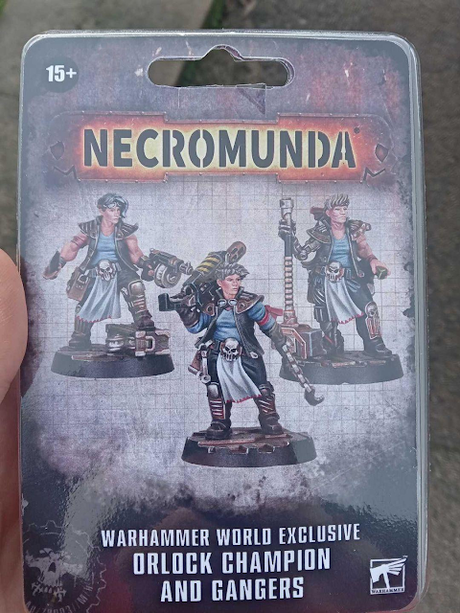 15+
NECROMUNDA
WARHAMMER WORLD EXCLUSIVE
ORLOCK CHAMPION
AND GANGERS
WARHAMMER